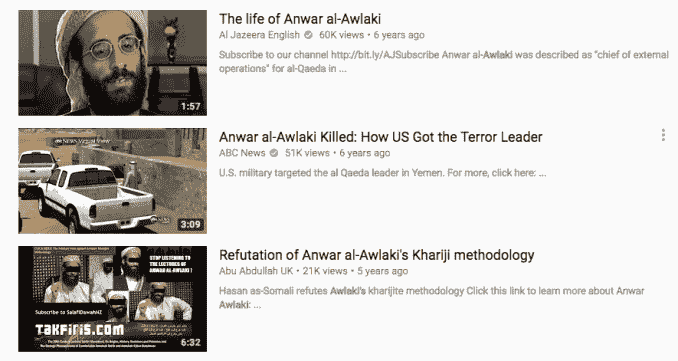 The life of Anwar al-Awlaki
Al Jazeera English 60K views • 6 years ago
Subscribe to our channel http://bit.ly/AJSubscribe Anwar al-Awlaki was described as "chief of external
operations" for al-Qaeda in ...
1:57
Anwar al-Awlaki Killed: How US Got the Terror Leader
ABC News 51K views • 6 years ago
U.S. military targeted the al Qaeda leader in Yemen. For more, click here: ...
NEWS Virtual View
3:09
Refutation of Anwar al-Awlaki's Khariji methodology
Abu Abdullah UK • 21K views • 5 years ago
Hasan as-Somali refutes Awlaki's kharijite methodology Click this link to learn more about Anwar
Awlaki: ...
STOP LISTENING TO
THE LECTURES OF
ANWAR AL-AWLAKI !
Subscribe to SalafiDawah4Z
TAKFIRIS.COM
6:32